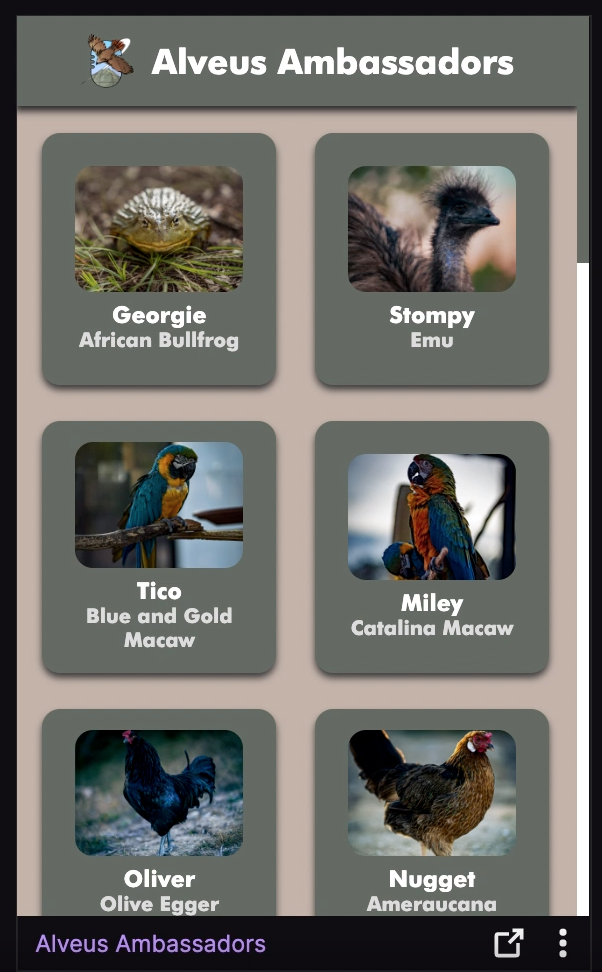 Alveus Ambassadors
Georgie
African Bullfrog
Stompy
Emu
Tico
Blue and Gold
Macaw
Miley
Catalina Macaw
Oliver
Olive Egger
Nugget
Ameraucana
Alveus Ambassadors